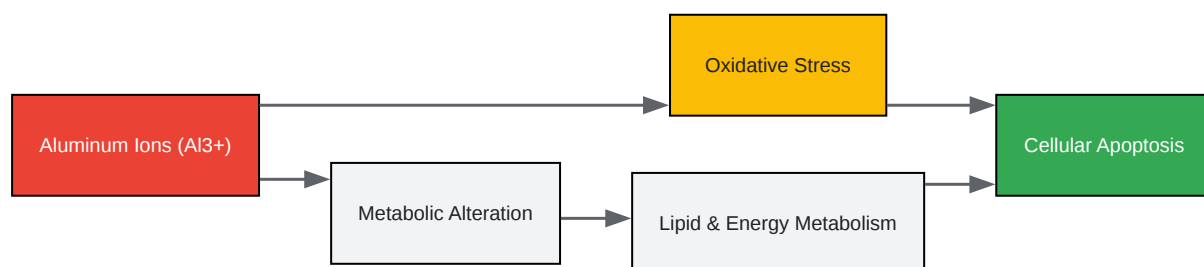 Oxidative Stress
Aluminum Ions (Al3+)
Cellular Apoptosis
Metabolic Alteration
Lipid & Energy Metabolism